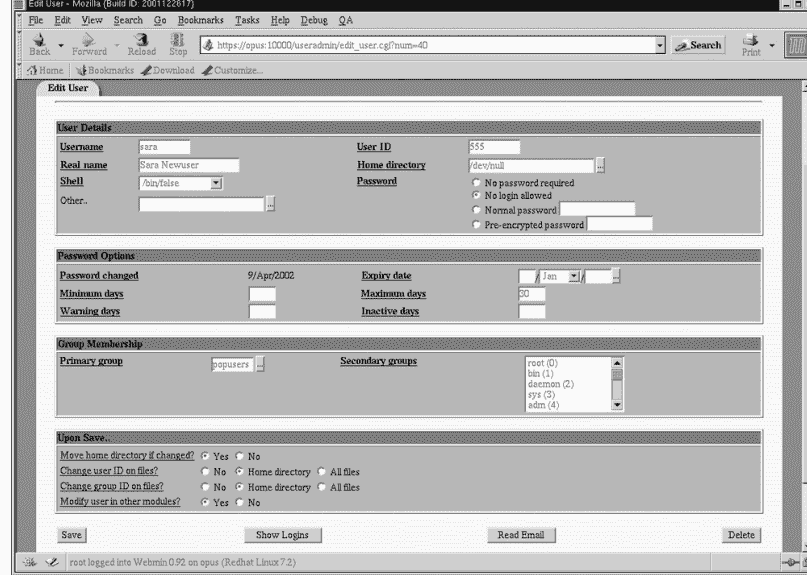 Edit User - Mozilla {Build ID: 2001122617}
File Edit View Search Go Bookmarks Tasks Help Debug QA
Back Forward Reload Stop https://opus:10000/useradmin/edit_user.cgi?num=40 Search Print
Home Bookmarks Download Customize...
Edit User
User Details
Username sara User ID 555
Real name Sara Newuser Home directory /dev/null ...
Shell /bin/false Password No password required
No login allowed
Other.. ... Normal password
Pre-encrypted password
Password Options
Password changed 9/Apr/2002 Expiry date / Jan / ...
Minimum days Maximum days 30
Warning days Inactive days
Group Membership
Primary group popusers ... Secondary groups root (0)
bin (1)
daemon (2)
sys (3)
adm (4)
Upon Save..
Move home directory if changed? Yes No
Change user ID on files? No Home directory All files
Change group ID on files? No Home directory All files
Modify user in other modules? Yes No
Save Show Logins Read Email Delete
root logged into Webmin 0.92 on opus (Redhat Linux 7.2)